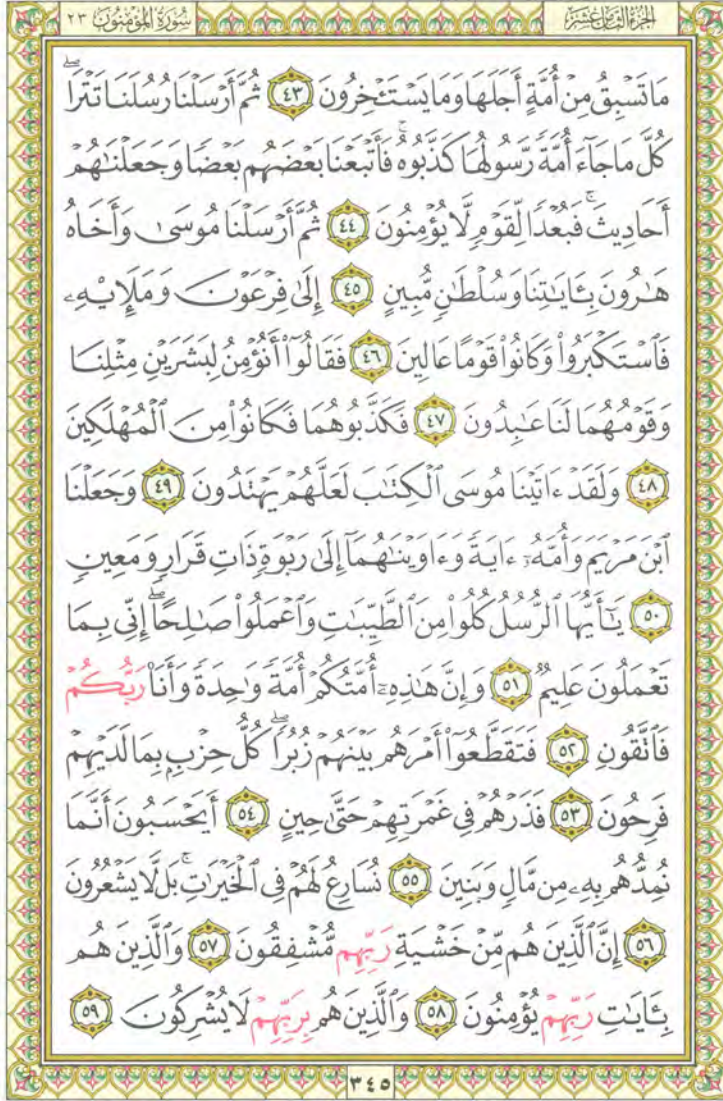 الجزء الثامن عشر سورة المؤمنون ٢٣
مَا تَسْبِقُ مِنْ أُمَّةٍ أَجَلَهَا وَمَا يَسْتَـْٔخِرُونَ ٤٣ ثُمَّ أَرْسَلْنَا رُسُلَنَا تَتْرَاۖ
كُلَّ مَا جَآءَ أُمَّةً رَّسُولُهَا كَذَّبُوهُۚ فَأَتْبَعْنَا بَعْضَهُم بَعْضًا وَجَعَلْنَٰهُمْ
أَحَادِيثَۚ فَبُعْدًا لِّقَوْمٍ لَّا يُؤْمِنُونَ ٤٤ ثُمَّ أَرْسَلْنَا مُوسَىٰ وَأَخَاهُ
هَٰرُونَ بِـَٔايَٰتِنَا وَسُلْطَٰنٍ مُّبِينٍ ٤٥ إِلَىٰ فِرْعَوْنَ وَمَلَإِي۟هِۦ
فَٱسْتَكْبَرُوا۟ وَكَانُوا۟ قَوْمًا عَالِينَ ٤٦ فَقَالُوٓا۟ أَنُؤْمِنُ لِبَشَرَيْنِ مِثْلِنَا
وَقَوْمُهُمَا لَنَا عَٰبِدُونَ ٤٧ فَكَذَّبُوهُمَا فَكَانُوا۟ مِنَ ٱلْمُهْلَكِينَ
٤٨ وَلَقَدْ ءَاتَيْنَا مُوسَى ٱلْكِتَٰبَ لَعَلَّهُمْ يَهْتَدُونَ ٤٩ وَجَعَلْنَا
ٱبْنَ مَرْيَمَ وَأُمَّهُۥٓ ءَايَةً وَءَاوَيْنَٰهُمَآ إِلَىٰ رَبْوَةٍ ذَاتِ قَرَارٍ وَمَعِينٍ
٥٠ يَٰٓأَيُّهَا ٱلرُّسُلُ كُلُوا۟ مِنَ ٱلطَّيِّبَٰتِ وَٱعْمَلُوا۟ صَٰلِحًاۖ إِنِّي بِمَا
تَعْمَلُونَ عَلِيمٌ ٥١ وَإِنَّ هَٰذِهِۦٓ أُمَّتُكُمْ أُمَّةً وَٰحِدَةً وَأَنَا۠ رَبُّكُمْ
فَٱتَّقُونِ ٥٢ فَتَقَطَّعُوٓا۟ أَمْرَهُم بَيْنَهُمْ زُبُرًاۖ كُلُّ حِزْبٍۭ بِمَا لَدَيْهِمْ
فَرِحُونَ ٥٣ فَذَرْهُمْ فِي غَمْرَتِهِمْ حَتَّىٰ حِينٍ ٥٤ أَيَحْسَبُونَ أَنَّمَا
نُمِدُّهُم بِهِۦ مِن مَّالٍ وَبَنِينَ ٥٥ نُسَارِعُ لَهُمْ فِي ٱلْخَيْرَٰتِۚ بَل لَّا يَشْعُرُونَ
٥٦ إِنَّ ٱلَّذِينَ هُم مِّنْ خَشْيَةِ رَبِّهِم مُّشْفِقُونَ ٥٧ وَٱلَّذِينَ هُم
بِـَٔايَٰتِ رَبِّهِمْ يُؤْمِنُونَ ٥٨ وَٱلَّذِينَ هُم بِرَبِّهِمْ لَا يُشْرِكُونَ ٥٩
٣٤٥